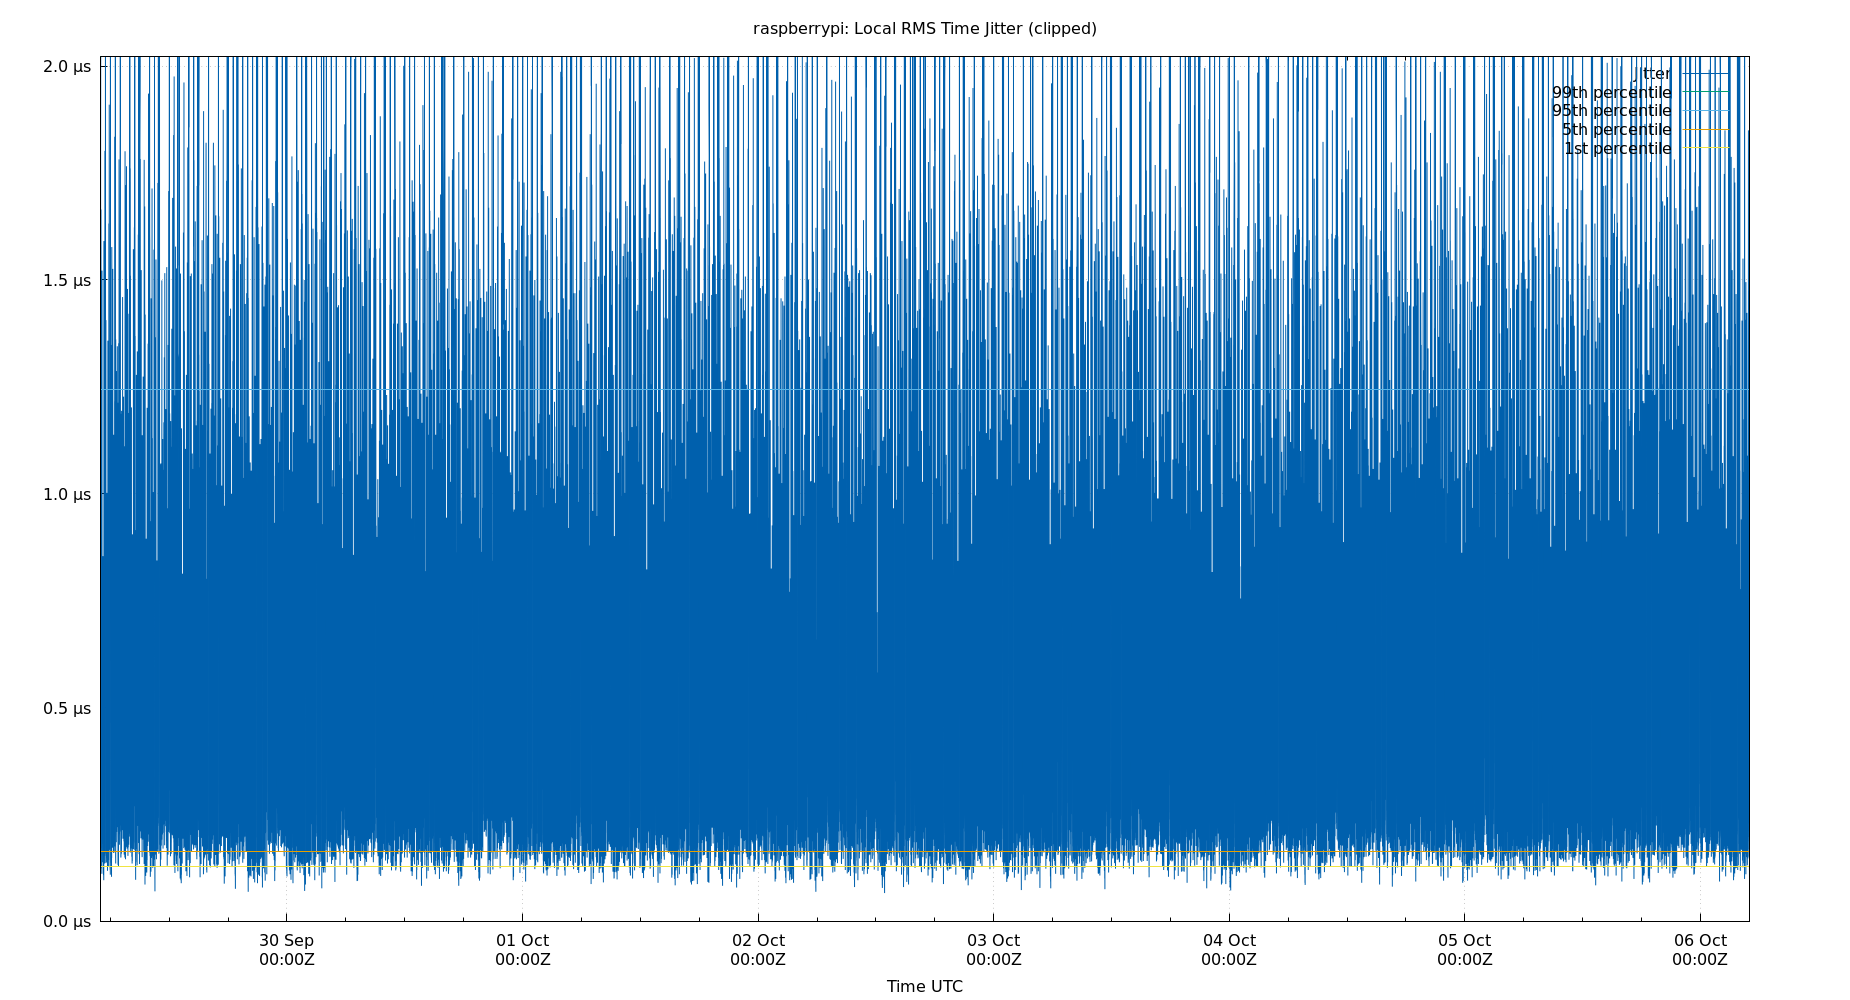 raspberrypi: Local RMS Time Jitter (clipped)
2.0 µs
1.5 µs
1.0 µs
0.5 µs
0.0 µs
Jitter
99th percentile
95th percentile
5th percentile
1st percentile
30 Sep
00:00Z
01 Oct
00:00Z
02 Oct
00:00Z
03 Oct
00:00Z
04 Oct
00:00Z
05 Oct
00:00Z
06 Oct
00:00Z
Time UTC